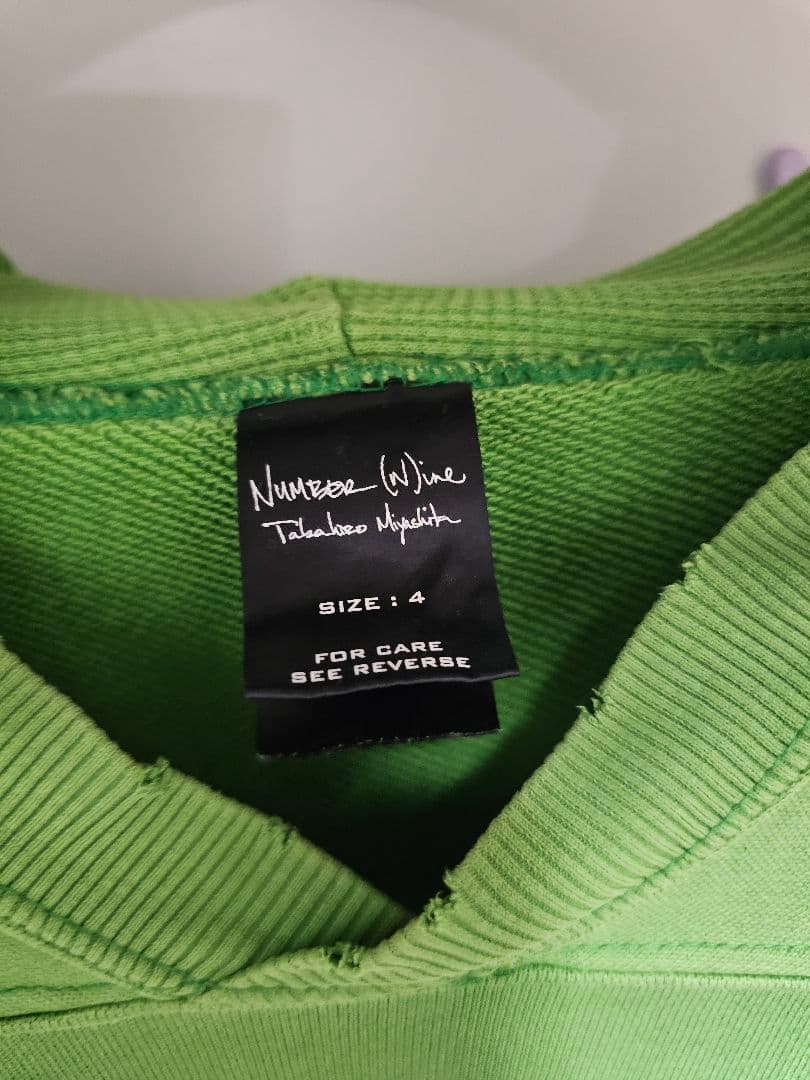 NUMBER (N)ine
Takahiro Miyashita
SIZE : 4
FOR CARE
SEE REVERSE